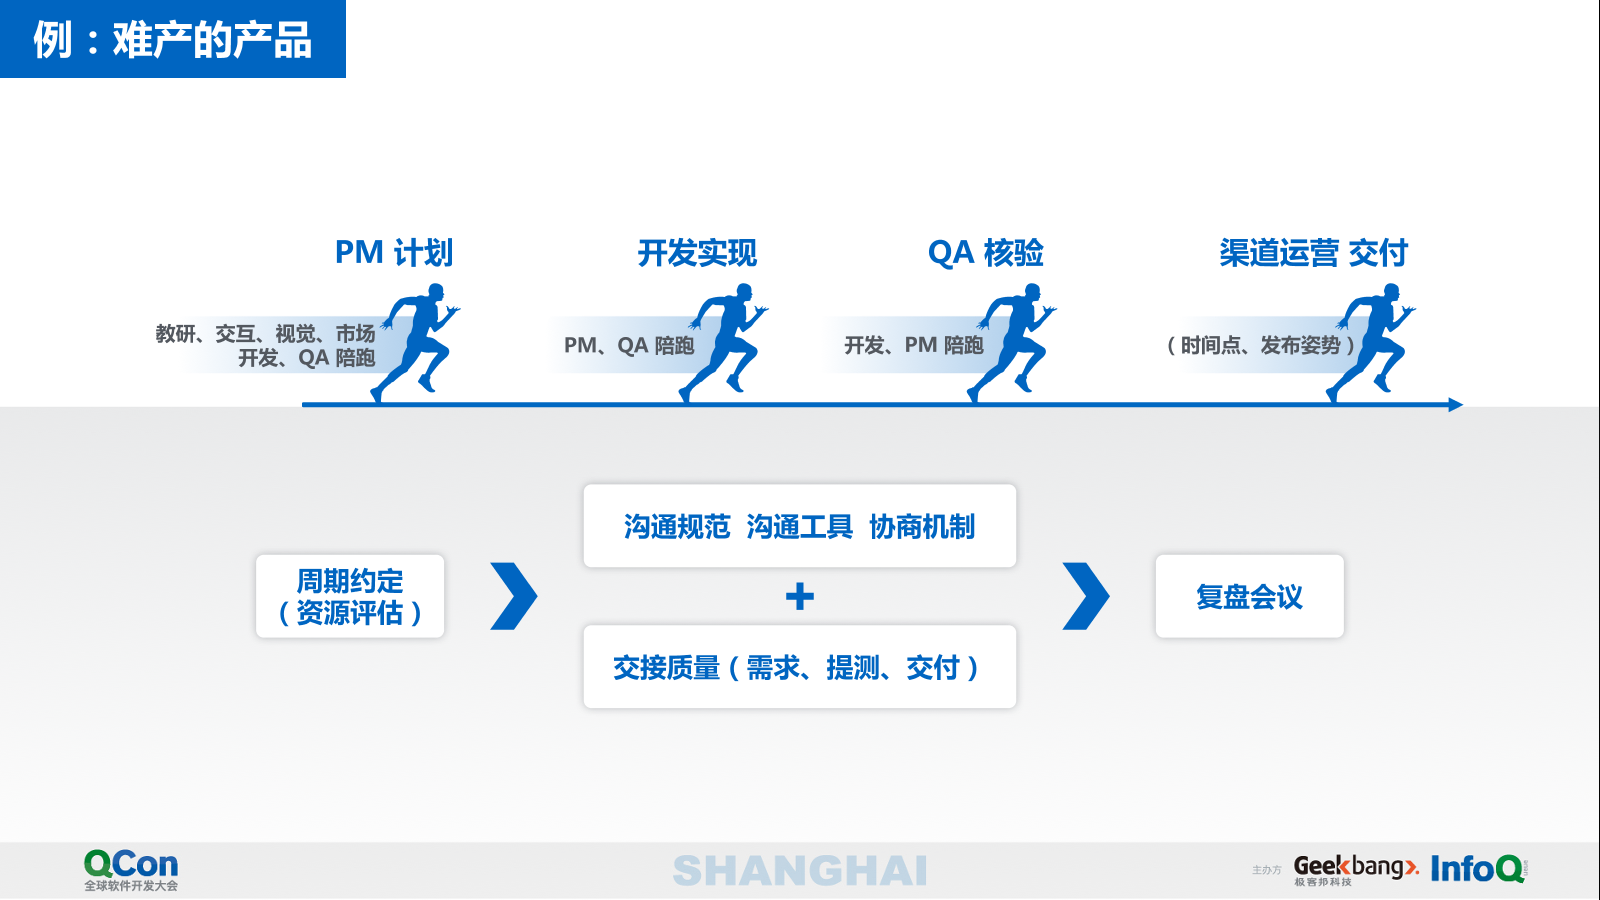 例：难产的产品
PM 计划
开发实现
QA 核验
渠道运营 交付
教研、交互、视觉、市场
开发、QA 陪跑
PM、QA 陪跑
开发、PM 陪跑
（时间点、发布姿势）
周期约定
（资源评估）
沟通规范 沟通工具 协商机制
+
交接质量（需求、提测、交付）
复盘会议
QCon
全球软件开发大会
SHANGHAI
主办方
Geekbang>.
极客邦科技
InfoQ